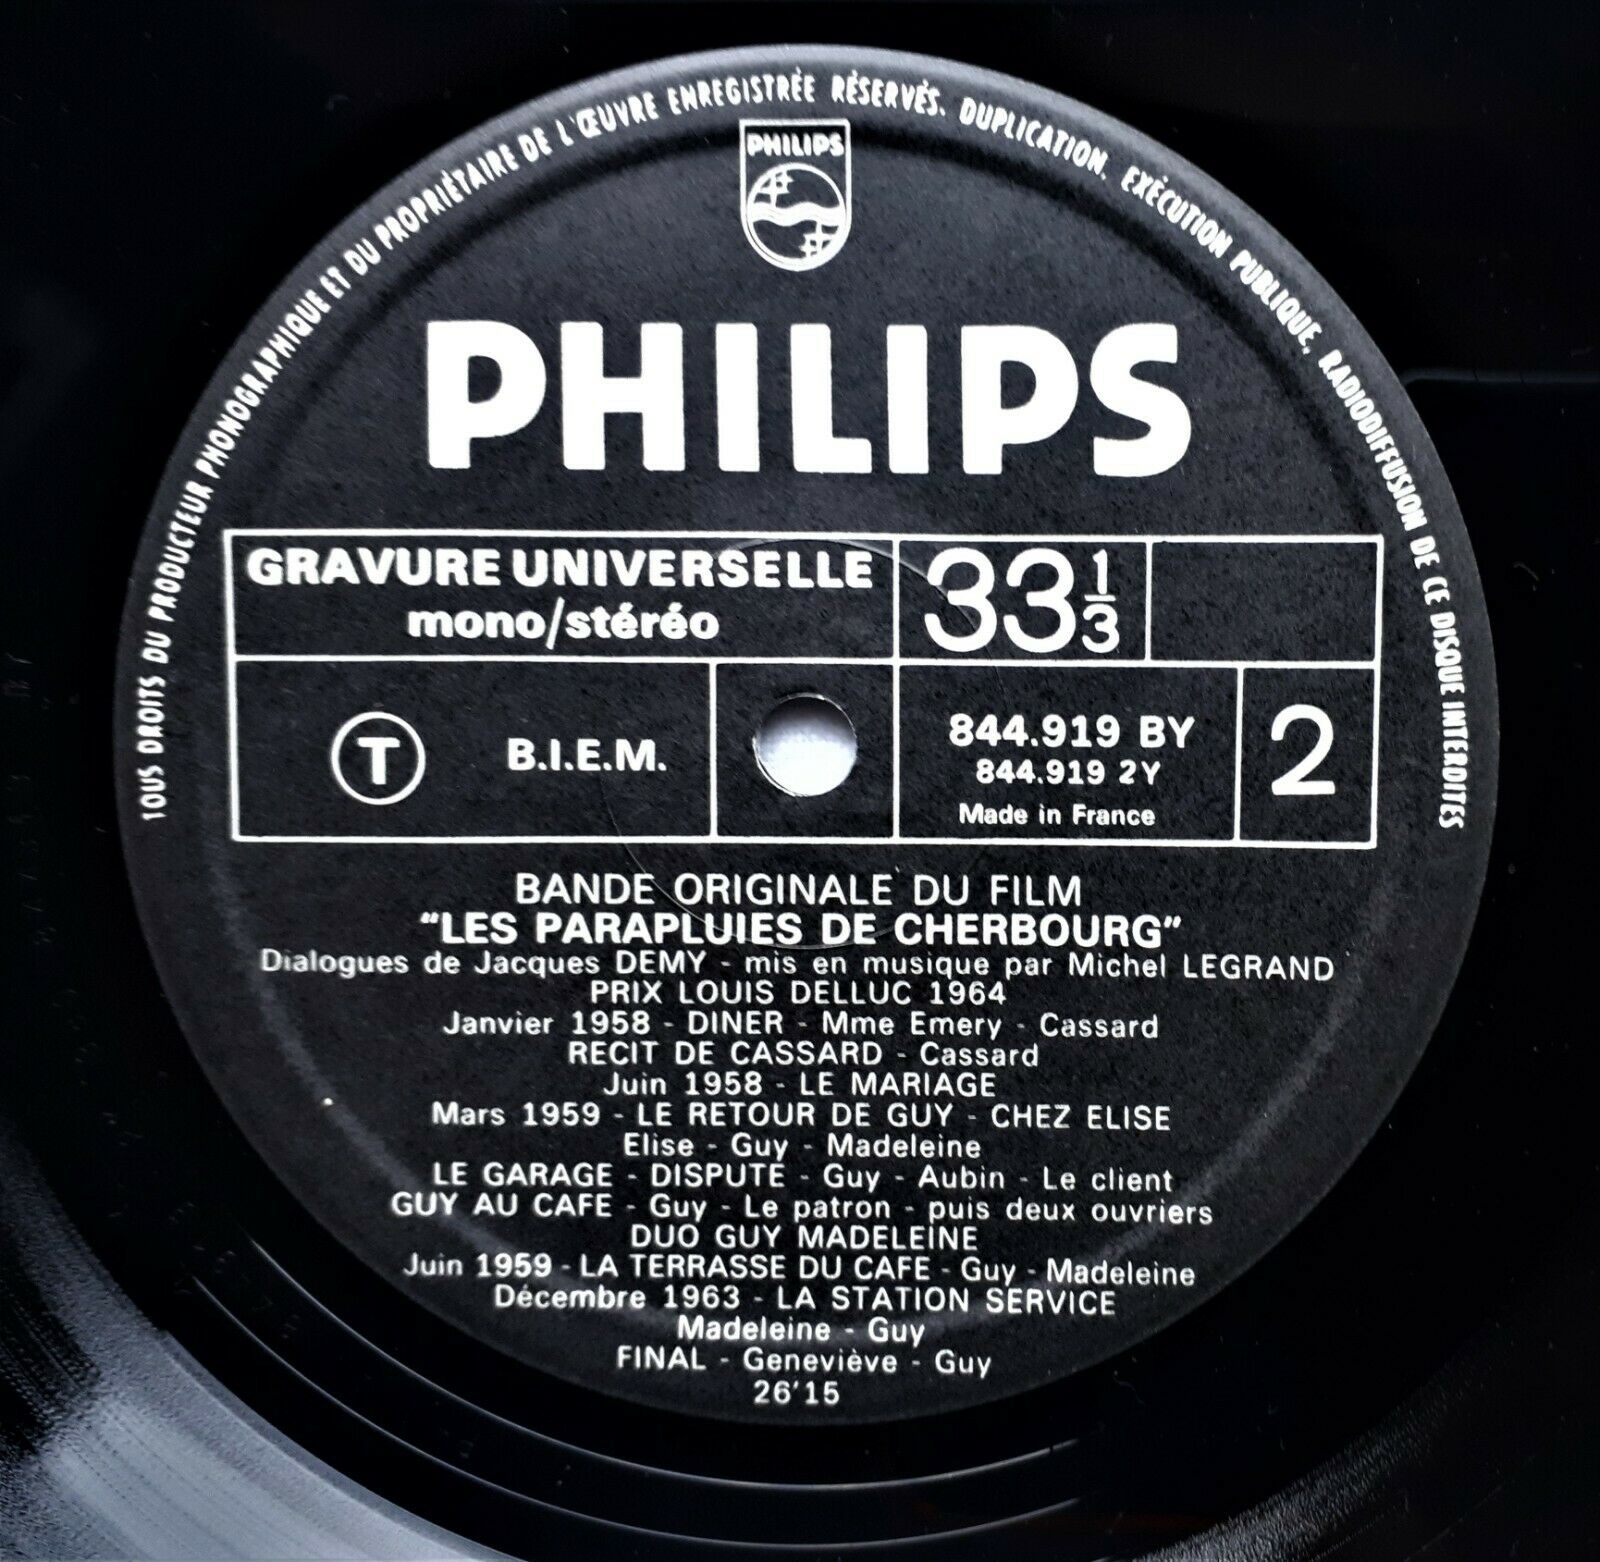 TOUS DROITS DU PRODUCTEUR PHONOGRAPHIQUE ET DU PROPRIÉTAIRE DE L'ŒUVRE ENREGISTRÉE RÉSERVÉS. DUPLICATION, EXÉCUTION PUBLIQUE, RADIODIFFUSION DE CE DISQUE INTERDITES
PHILIPS
PHILIPS
GRAVURE UNIVERSELLE
mono/stéréo
33 1/3
T
B.I.E.M.
844.919 BY
844.919 2Y
Made in France
2
BANDE ORIGINALE DU FILM
"LES PARAPLUIES DE CHERBOURG"
Dialogues de Jacques DEMY - mis en musique par Michel LEGRAND
PRIX LOUIS DELLUC 1964
Janvier 1958 - DINER - Mme Emery - Cassard
RECIT DE CASSARD - Cassard
Juin 1958 - LE MARIAGE
Mars 1959 - LE RETOUR DE GUY - CHEZ ELISE
Elise - Guy - Madeleine
LE GARAGE - DISPUTE - Guy - Aubin - Le client
GUY AU CAFE - Guy - Le patron - puis deux ouvriers
DUO GUY MADELEINE
Juin 1959 - LA TERRASSE DU CAFE - Guy - Madeleine
Décembre 1963 - LA STATION SERVICE
Madeleine - Guy
FINAL - Geneviève - Guy
26'15